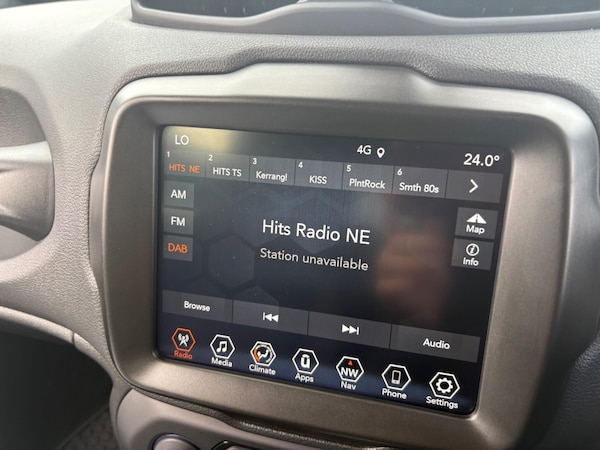 LO 4G 24.0°
1 HITS NE 2 HITS TS 3 Kerrang! 4 KISS 5 PlntRock 6 Smth 80s
AM
FM
DAB
Hits Radio NE
Station unavailable
Map
Info
Browse Audio
Radio Media Climate Apps NW Nav Phone Settings